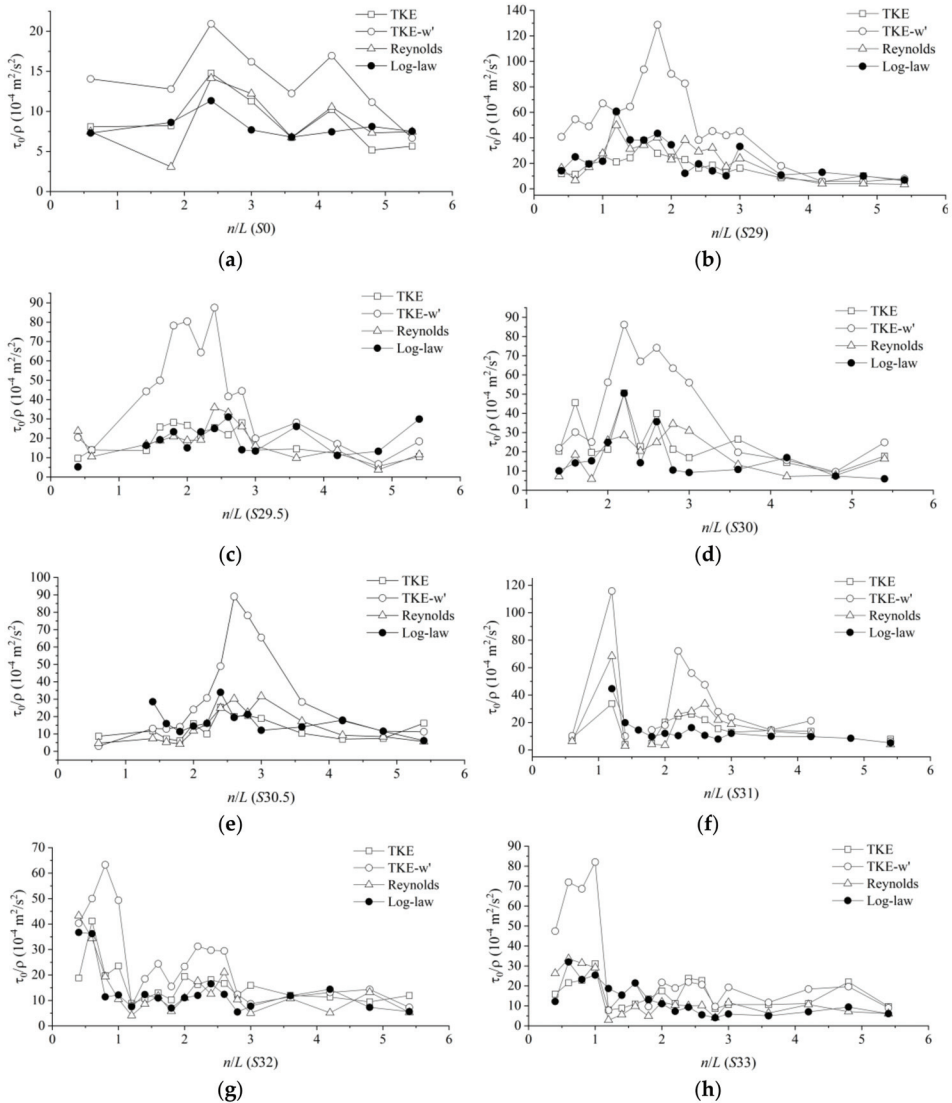 25
20
15
10
5
0
τ₀/ρ (10⁻⁴ m²/s²)
TKE
TKE-w'
Reynolds
Log-law
0 1 2 3 4 5 6
n/L (S0)
(a)
140
120
100
80
60
40
20
0
τ₀/ρ (10⁻⁴ m²/s²)
TKE
TKE-w'
Reynolds
Log-law
0 1 2 3 4 5 6
n/L (S29)
(b)
90
80
70
60
50
40
30
20
10
0
τ₀/ρ (10⁻⁴ m²/s²)
TKE
TKE-w'
Reynolds
Log-law
0 1 2 3 4 5 6
n/L (S29.5)
(c)
90
80
70
60
50
40
30
20
10
0
τ₀/ρ (10⁻⁴ m²/s²)
TKE
TKE-w'
Reynolds
Log-law
1 2 3 4 5 6
n/L (S30)
(d)
100
90
80
70
60
50
40
30
20
10
0
τ₀/ρ (10⁻⁴ m²/s²)
TKE
TKE-w'
Reynolds
Log-law
0 1 2 3 4 5 6
n/L (S30.5)
(e)
120
100
80
60
40
20
0
τ₀/ρ (10⁻⁴ m²/s²)
TKE
TKE-w'
Reynolds
Log-law
0 1 2 3 4 5 6
n/L (S31)
(f)
70
60
50
40
30
20
10
0
τ₀/ρ (10⁻⁴ m²/s²)
TKE
TKE-w'
Reynolds
Log-law
0 1 2 3 4 5 6
n/L (S32)
(g)
90
80
70
60
50
40
30
20
10
0
τ₀/ρ (10⁻⁴ m²/s²)
TKE
TKE-w'
Reynolds
Log-law
0 1 2 3 4 5 6
n/L (S33)
(h)